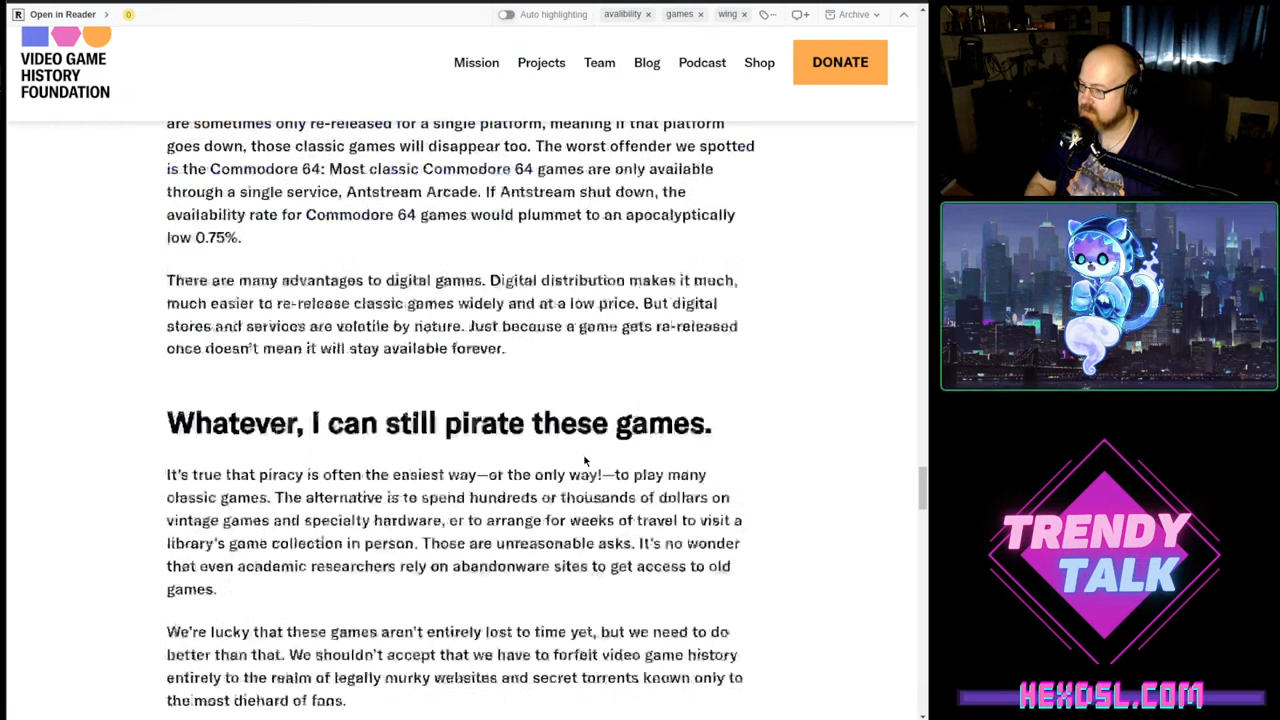 Open in Reader
0
Auto highlighting
avalibility
games
wing
Archive
VIDEO GAME
HISTORY
FOUNDATION
Mission
Projects
Team
Blog
Podcast
Shop
DONATE
are sometimes only re-released for a single platform, meaning if that platform
goes down, those classic games will disappear too. The worst offender we spotted
is the Commodore 64: Most classic Commodore 64 games are only available
through a single service, Antstream Arcade. If Antstream shut down, the
availability rate for Commodore 64 games would plummet to an apocalyptically
low 0.75%.
There are many advantages to digital games. Digital distribution makes it much,
much easier to re-release classic games widely and at a low price. But digital
stores and services are volatile by nature. Just because a game gets re-released
once doesn't mean it will stay available forever.
Whatever, I can still pirate these games.
It's true that piracy is often the easiest way—or the only way!—to play many
classic games. The alternative is to spend hundreds or thousands of dollars on
vintage games and specialty hardware, or to arrange for weeks of travel to visit a
library's game collection in person. Those are unreasonable asks. It's no wonder
that even academic researchers rely on abandonware sites to get access to old
games.
We're lucky that these games aren't entirely lost to time yet, but we need to do
better than that. We shouldn't accept that we have to forfeit video game history
entirely to the realm of legally murky websites and secret torrents known only to
the most diehard of fans.
TRENDY
TALK
HEXDSL.COM